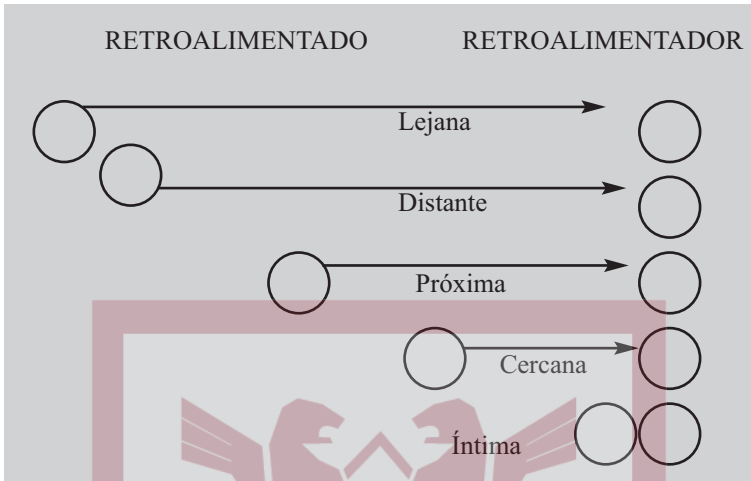 RETROALIMENTADO RETROALIMENTADOR
Lejana
Distante
Próxima
Cercana
Íntima